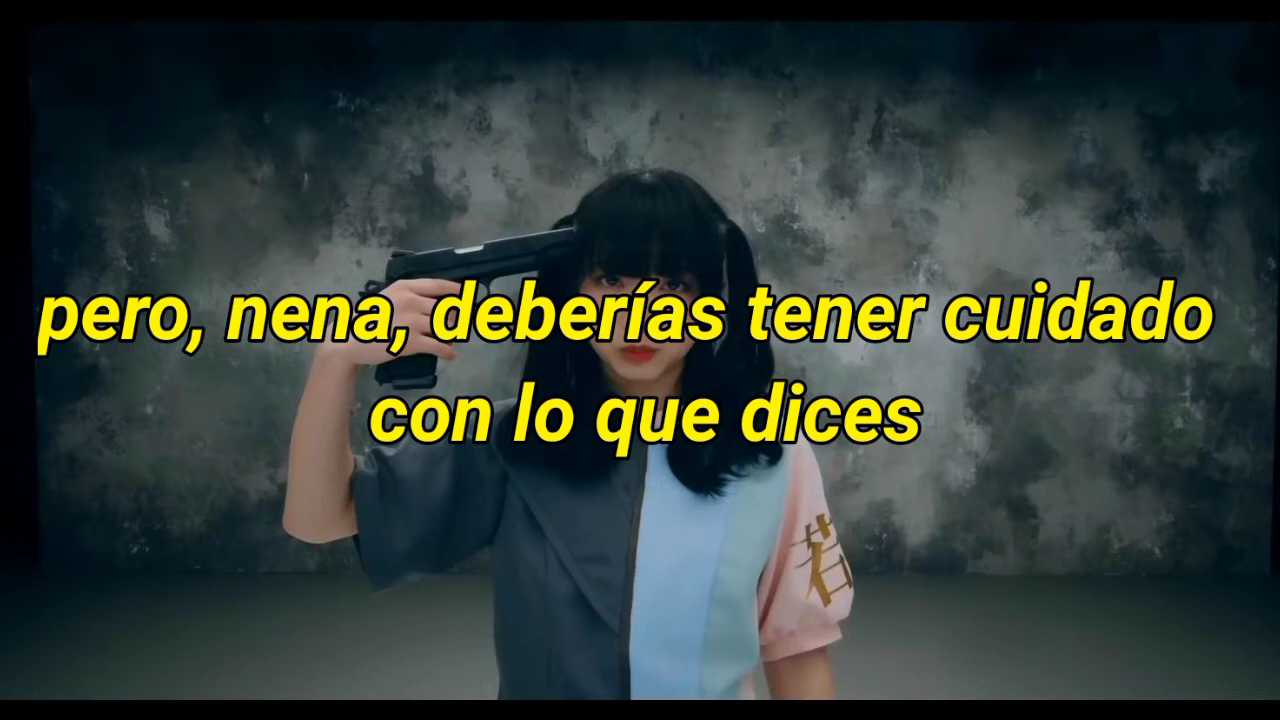 pero, nena, deberías tener cuidado
con lo que dices
若